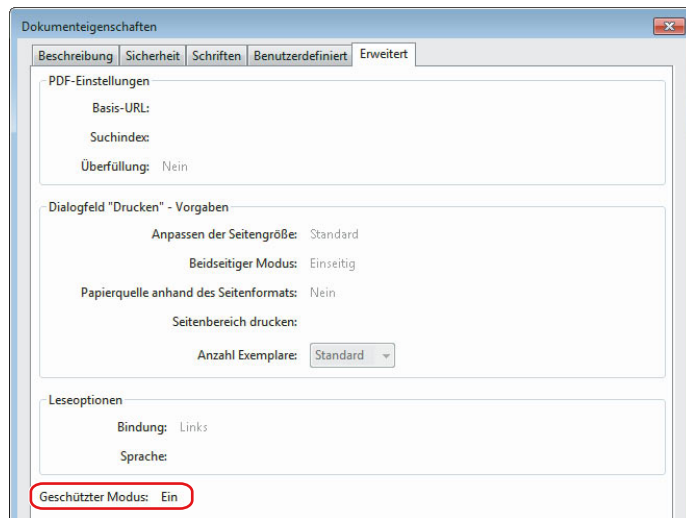 Dokumenteigenschaften
Beschreibung Sicherheit Schriften Benutzerdefiniert Erweitert
PDF-Einstellungen
Basis-URL:
Suchindex:
Überfüllung: Nein
Dialogfeld "Drucken" - Vorgaben
Anpassen der Seitengröße: Standard
Beidseitiger Modus: Einseitig
Papierquelle anhand des Seitenformats: Nein
Seitenbereich drucken:
Anzahl Exemplare: Standard
Leseoptionen
Bindung: Links
Sprache:
Geschützter Modus: Ein